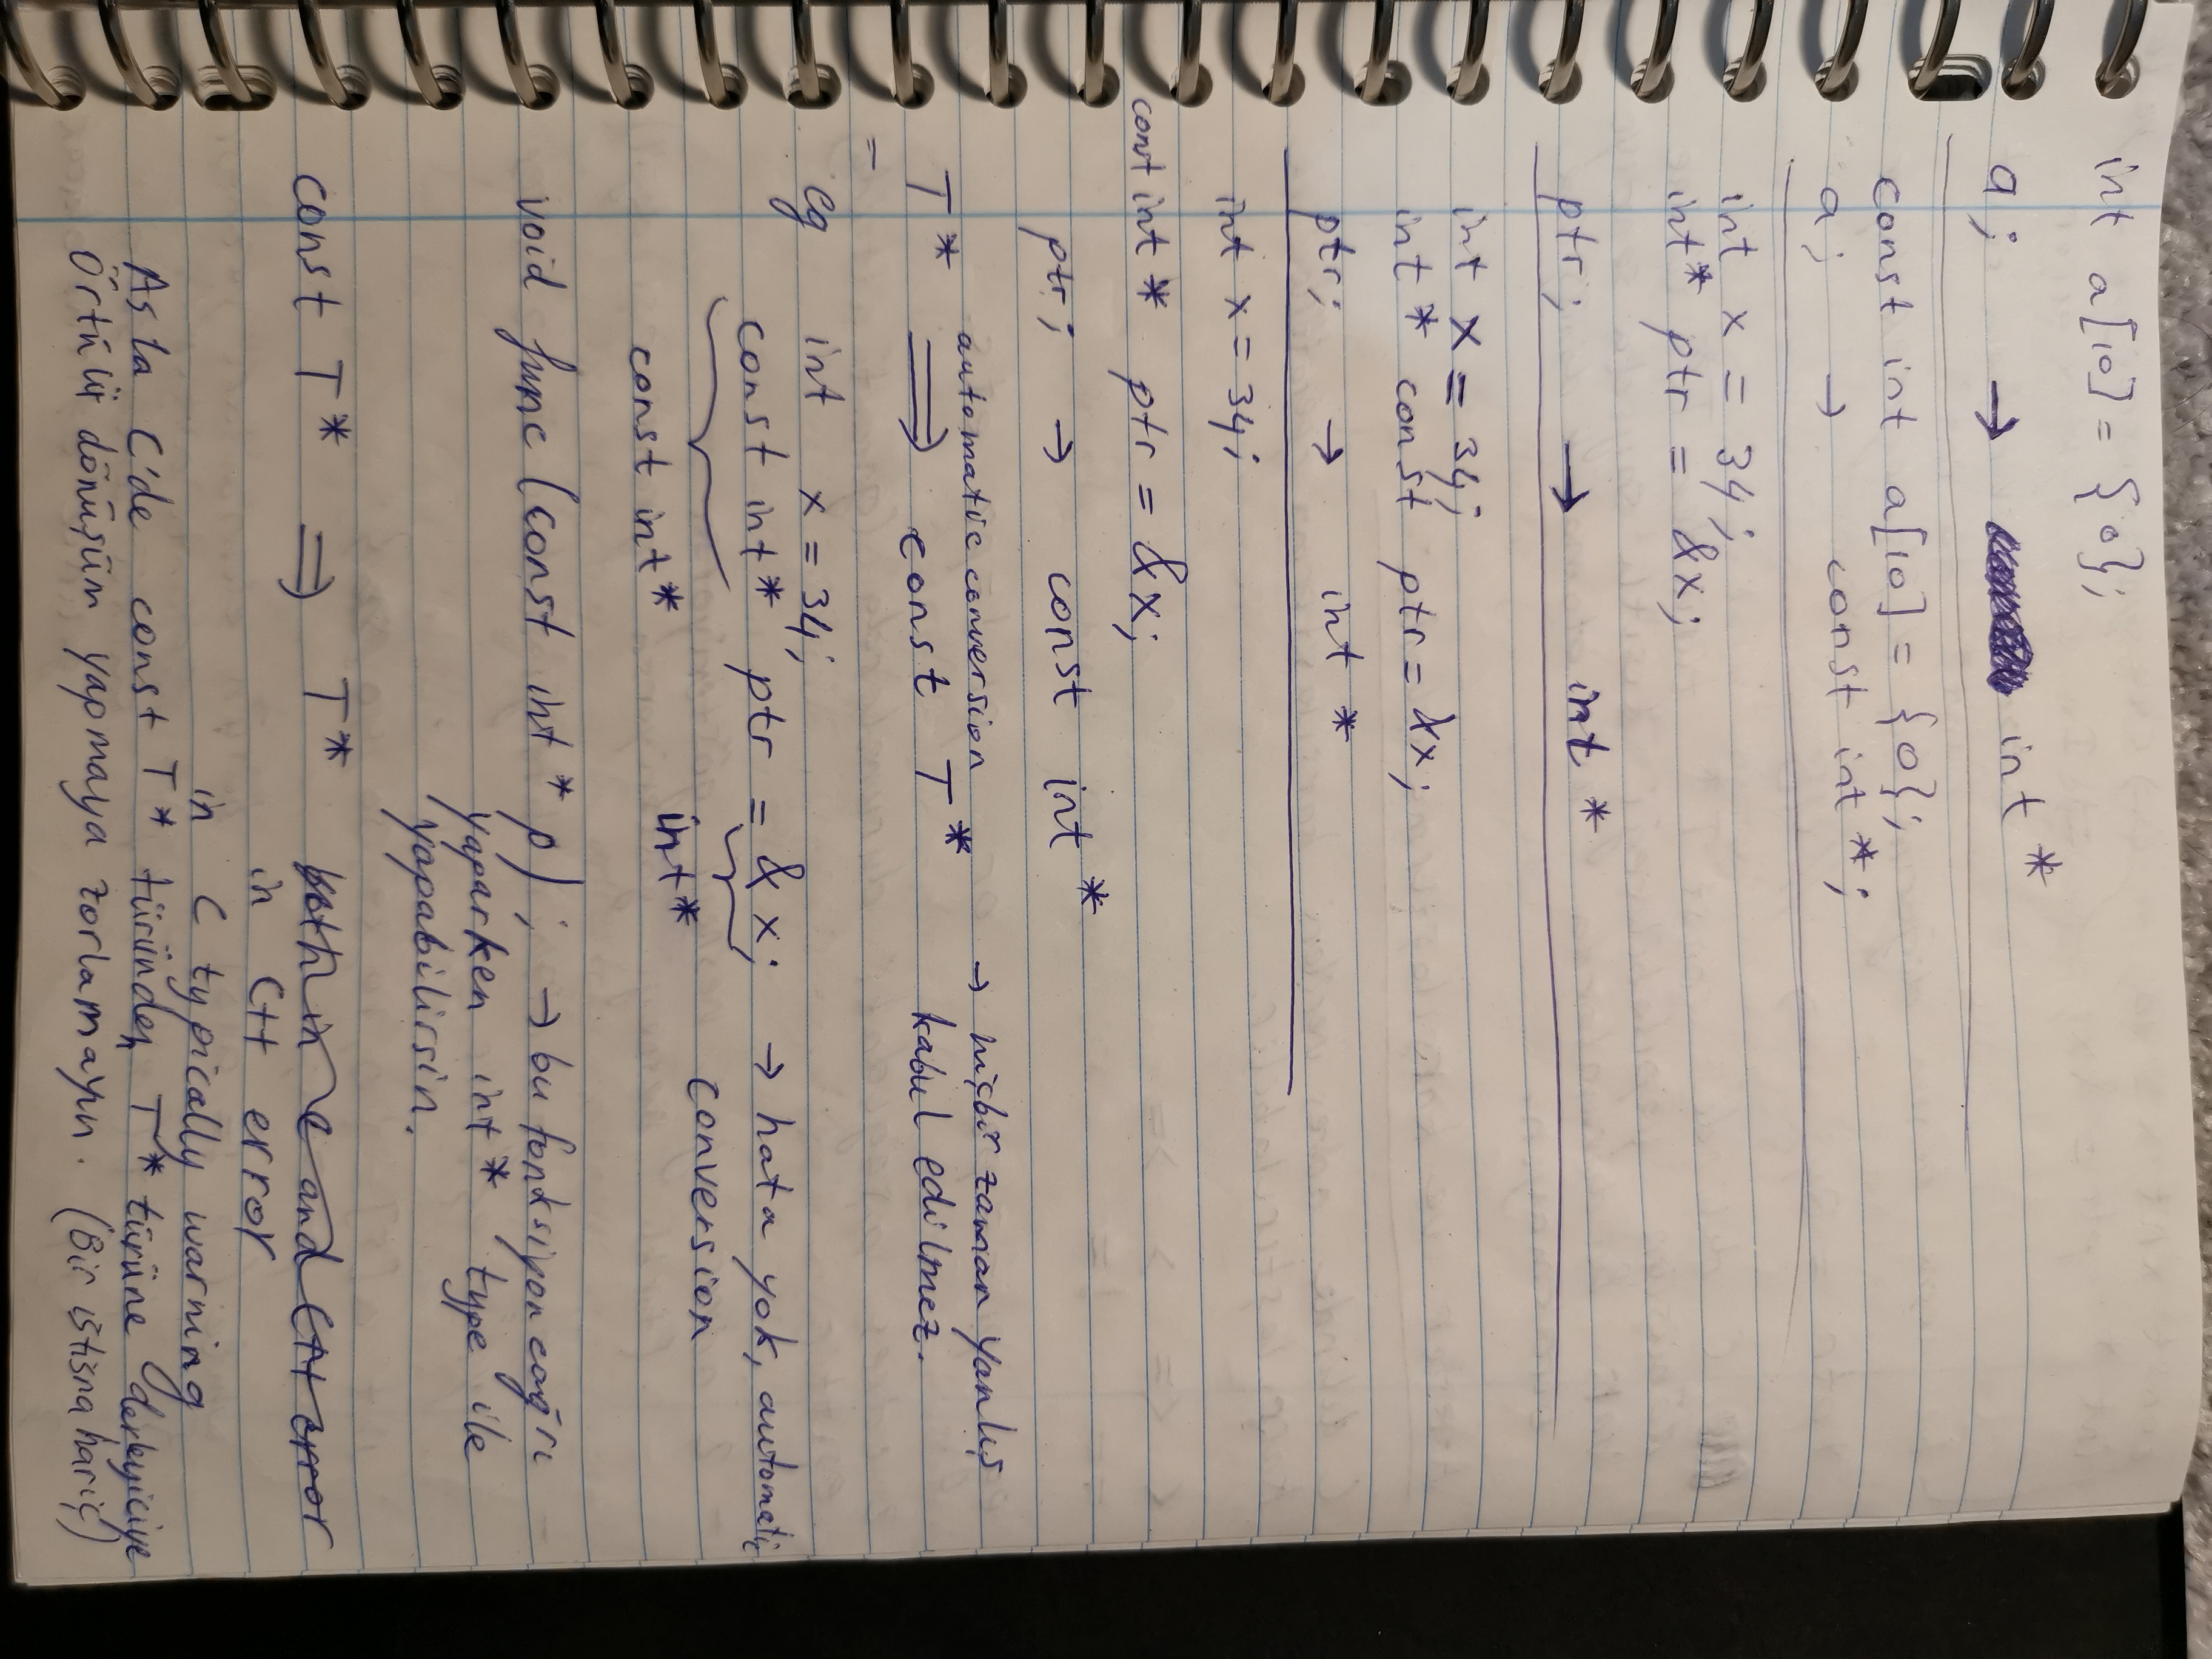 int a[10] = {0};
a; → int *
const int a[10] = {0};
a; → const int *;
int x = 34;
int* ptr = &x;
ptr; → int *
int x = 34;
int * const ptr = &x;
ptr; → int *
int x = 34;
const int * ptr = &x;
ptr; → const int *
automatic conversion → hiçbir zaman yanlış
T * ⟹ const T * kabul edilmez.
eg int x = 34;
const int * ptr = &x; → hata yok, automatic
conversion
const int * int *
void func (const int * p) ; → bu fonksiyon çağrı
yaparken int * type ile
yapabilirsin.
const T * ⟹ T * both in C and C++ error
in C++ error
in C typically warning
Asla C'de const T * türünden T * türüne derleyiciye
Örtülü dönüşüm yapmaya zorlamayın. (Bir iştişna hariç)